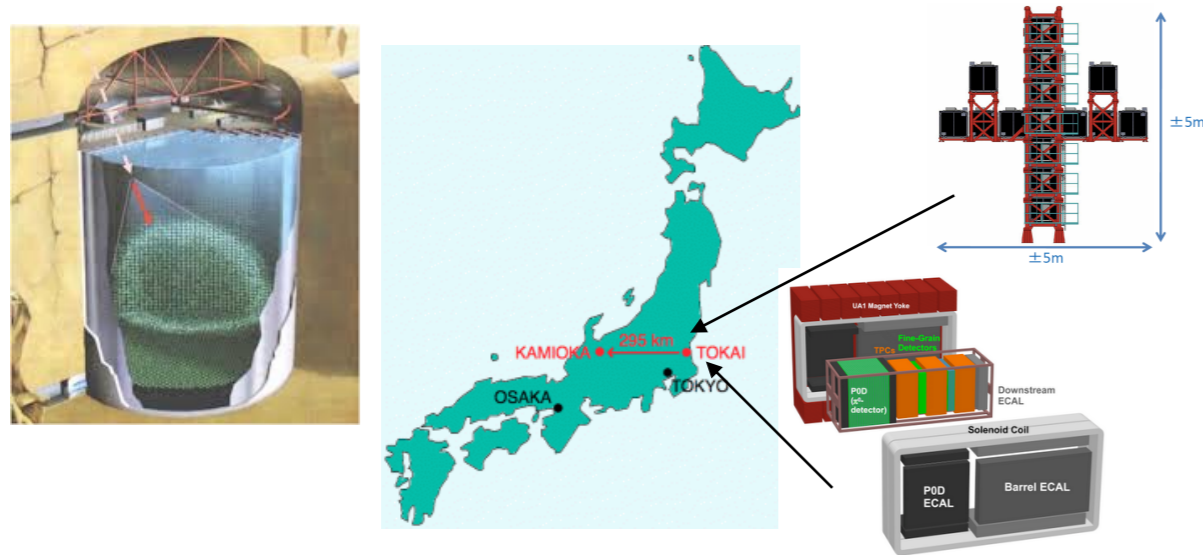 ±5m
±5m
295 km
KAMIOKA
TOKAI
TOKYO
OSAKA
UA1 Magnet Yoke
Fine-Grain
Detectors
TPCs
P0D
(π⁰-
detector)
Downstream
ECAL
Solenoid Coil
P0D
ECAL
Barrel ECAL